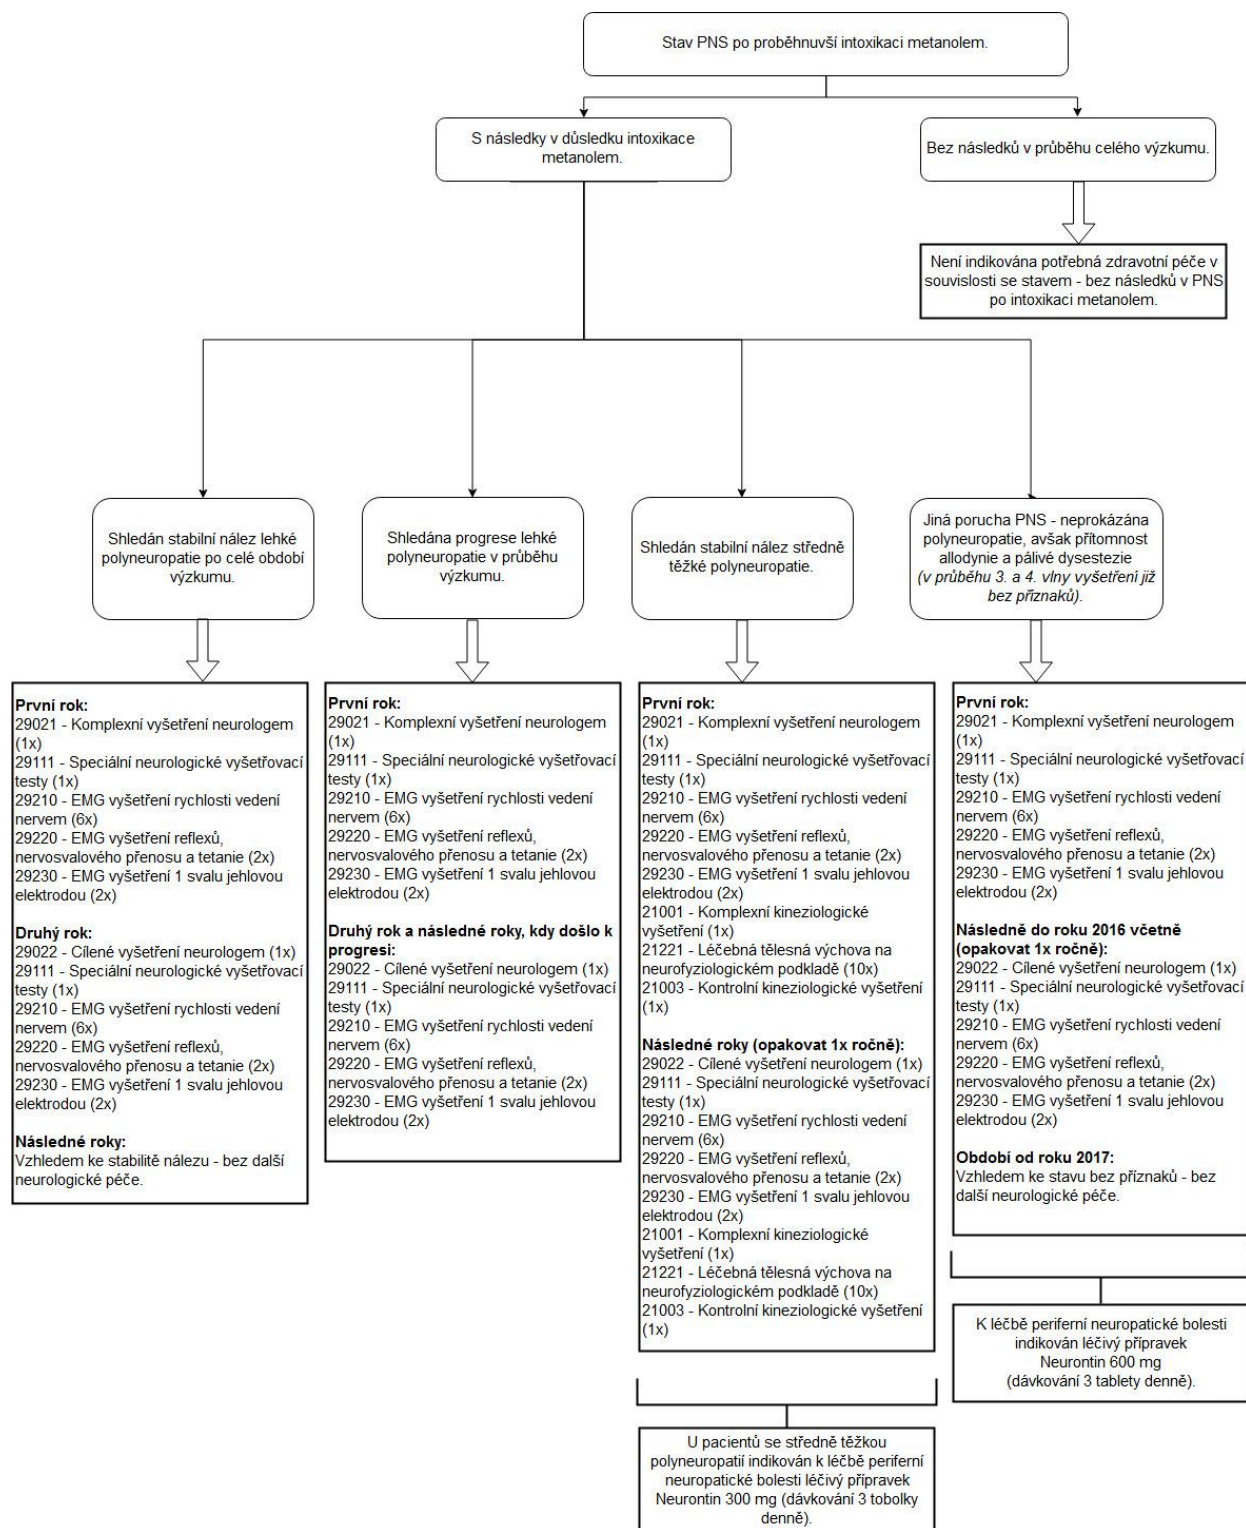 Stav PNS po proběhnuvší intoxikaci metanolem.
S následky v důsledku intoxikace
metanolem.
Bez následků v průběhu celého výzkumu.
Není indikována potřebná zdravotní péče v
souvislosti se stavem - bez následků v PNS
po intoxikaci metanolem.
Shledán stabilní nález lehké
polyneuropatie po celé období
výzkumu.
Shledána progrese lehké
polyneuropatie v průběhu
výzkumu.
Shledán stabilní nález středně
těžké polyneuropatie.
Jiná porucha PNS - neprokázána
polyneuropatie, avšak přítomnost
allodynie a pálivé dysestezie
(v průběhu 3. a 4. vlny vyšetření již
bez příznaků).
První rok:
29021 - Komplexní vyšetření neurologem
(1x)
29111 - Speciální neurologické vyšetřovací
testy (1x)
29210 - EMG vyšetření rychlosti vedení
nervem (6x)
29220 - EMG vyšetření reflexů,
nervosvalového přenosu a tetanie (2x)
29230 - EMG vyšetření 1 svalu jehlovou
elektrodou (2x)
Druhý rok:
29022 - Cílené vyšetření neurologem (1x)
29111 - Speciální neurologické vyšetřovací
testy (1x)
29210 - EMG vyšetření rychlosti vedení
nervem (6x)
29220 - EMG vyšetření reflexů,
nervosvalového přenosu a tetanie (2x)
29230 - EMG vyšetření 1 svalu jehlovou
elektrodou (2x)
Následné roky:
Vzhledem ke stabilitě nálezu - bez další
neurologické péče.
První rok:
29021 - Komplexní vyšetření neurologem
(1x)
29111 - Speciální neurologické vyšetřovací
testy (1x)
29210 - EMG vyšetření rychlosti vedení
nervem (6x)
29220 - EMG vyšetření reflexů,
nervosvalového přenosu a tetanie (2x)
29230 - EMG vyšetření 1 svalu jehlovou
elektrodou (2x)
Druhý rok a následné roky, kdy došlo k
progresi:
29022 - Cílené vyšetření neurologem (1x)
29111 - Speciální neurologické vyšetřovací
testy (1x)
29210 - EMG vyšetření rychlosti vedení
nervem (6x)
29220 - EMG vyšetření reflexů,
nervosvalového přenosu a tetanie (2x)
29230 - EMG vyšetření 1 svalu jehlovou
elektrodou (2x)
První rok:
29021 - Komplexní vyšetření neurologem
(1x)
29111 - Speciální neurologické vyšetřovací
testy (1x)
29210 - EMG vyšetření rychlosti vedení
nervem (6x)
29220 - EMG vyšetření reflexů,
nervosvalového přenosu a tetanie (2x)
29230 - EMG vyšetření 1 svalu jehlovou
elektrodou (2x)
21001 - Komplexní kineziologické
vyšetření (1x)
21221 - Léčebná tělesná výchova na
neurofyziologickém podkladě (10x)
21003 - Kontrolní kineziologické vyšetření
(1x)
Následné roky (opakovat 1x ročně):
29022 - Cílené vyšetření neurologem (1x)
29111 - Speciální neurologické vyšetřovací
testy (1x)
29210 - EMG vyšetření rychlosti vedení
nervem (6x)
29220 - EMG vyšetření reflexů,
nervosvalového přenosu a tetanie (2x)
29230 - EMG vyšetření 1 svalu jehlovou
elektrodou (2x)
21001 - Komplexní kineziologické
vyšetření (1x)
21221 - Léčebná tělesná výchova na
neurofyziologickém podkladě (10x)
21003 - Kontrolní kineziologické vyšetření
(1x)
U pacientů se středně těžkou
polyneuropatií indikován k léčbě periferní
neuropatické bolesti léčivý přípravek
Neurontin 300 mg (dávkování 3 tobolky
denně).
První rok:
29021 - Komplexní vyšetření neurologem
(1x)
29111 - Speciální neurologické vyšetřovací
testy (1x)
29210 - EMG vyšetření rychlosti vedení
nervem (6x)
29220 - EMG vyšetření reflexů,
nervosvalového přenosu a tetanie (2x)
29230 - EMG vyšetření 1 svalu jehlovou
elektrodou (2x)
Následně do roku 2016 včetně
(opakovat 1x ročně):
29022 - Cílené vyšetření neurologem (1x)
29111 - Speciální neurologické vyšetřovací
testy (1x)
29210 - EMG vyšetření rychlosti vedení
nervem (6x)
29220 - EMG vyšetření reflexů,
nervosvalového přenosu a tetanie (2x)
29230 - EMG vyšetření 1 svalu jehlovou
elektrodou (2x)
Období od roku 2017:
Vzhledem ke stavu bez příznaků - bez
další neurologické péče.
K léčbě periferní neuropatické bolesti
indikován léčivý přípravek
Neurontin 600 mg
(dávkování 3 tablety denně).